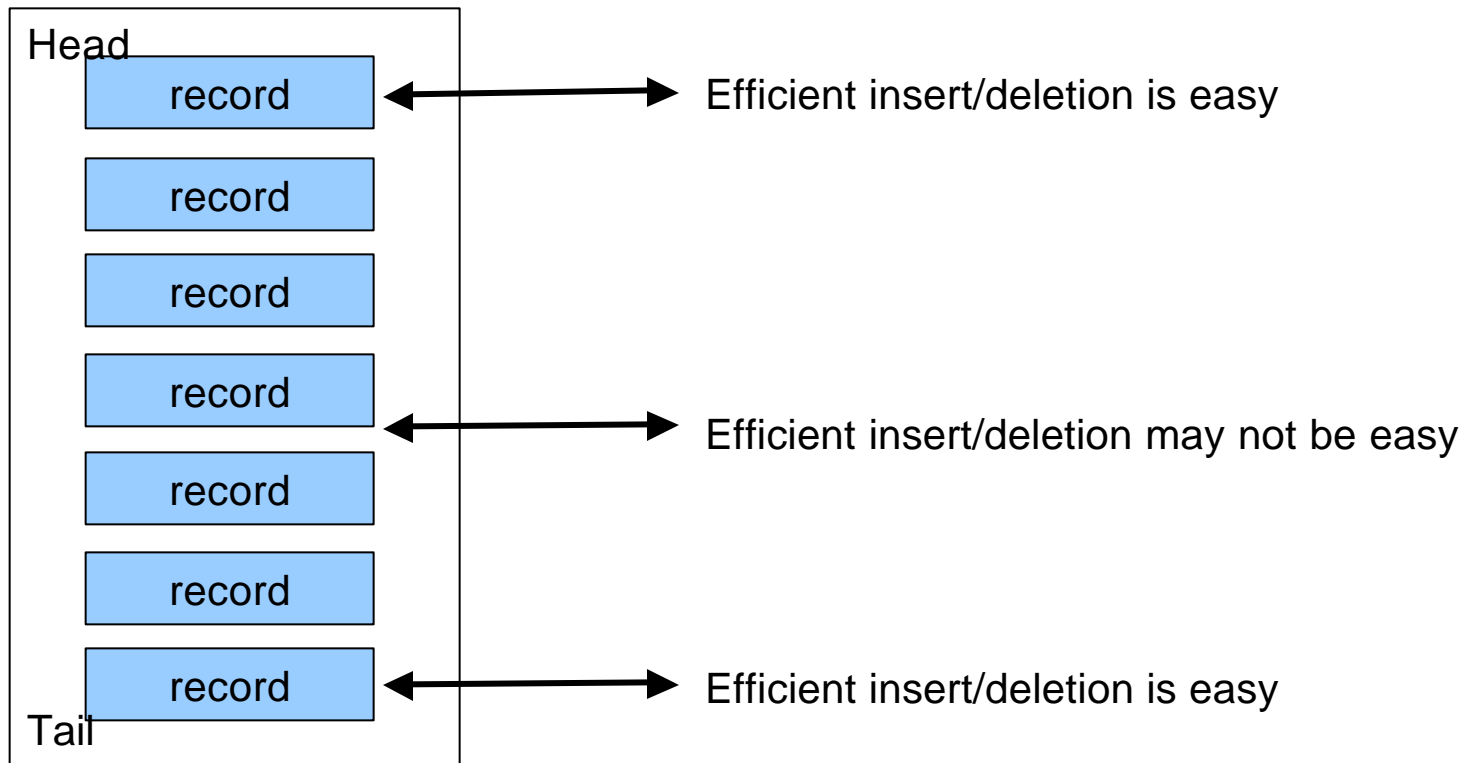 Head
record
Efficient insert/deletion is easy
record
record
record
Efficient insert/deletion may not be easy
record
record
record
Efficient insert/deletion is easy
Tail